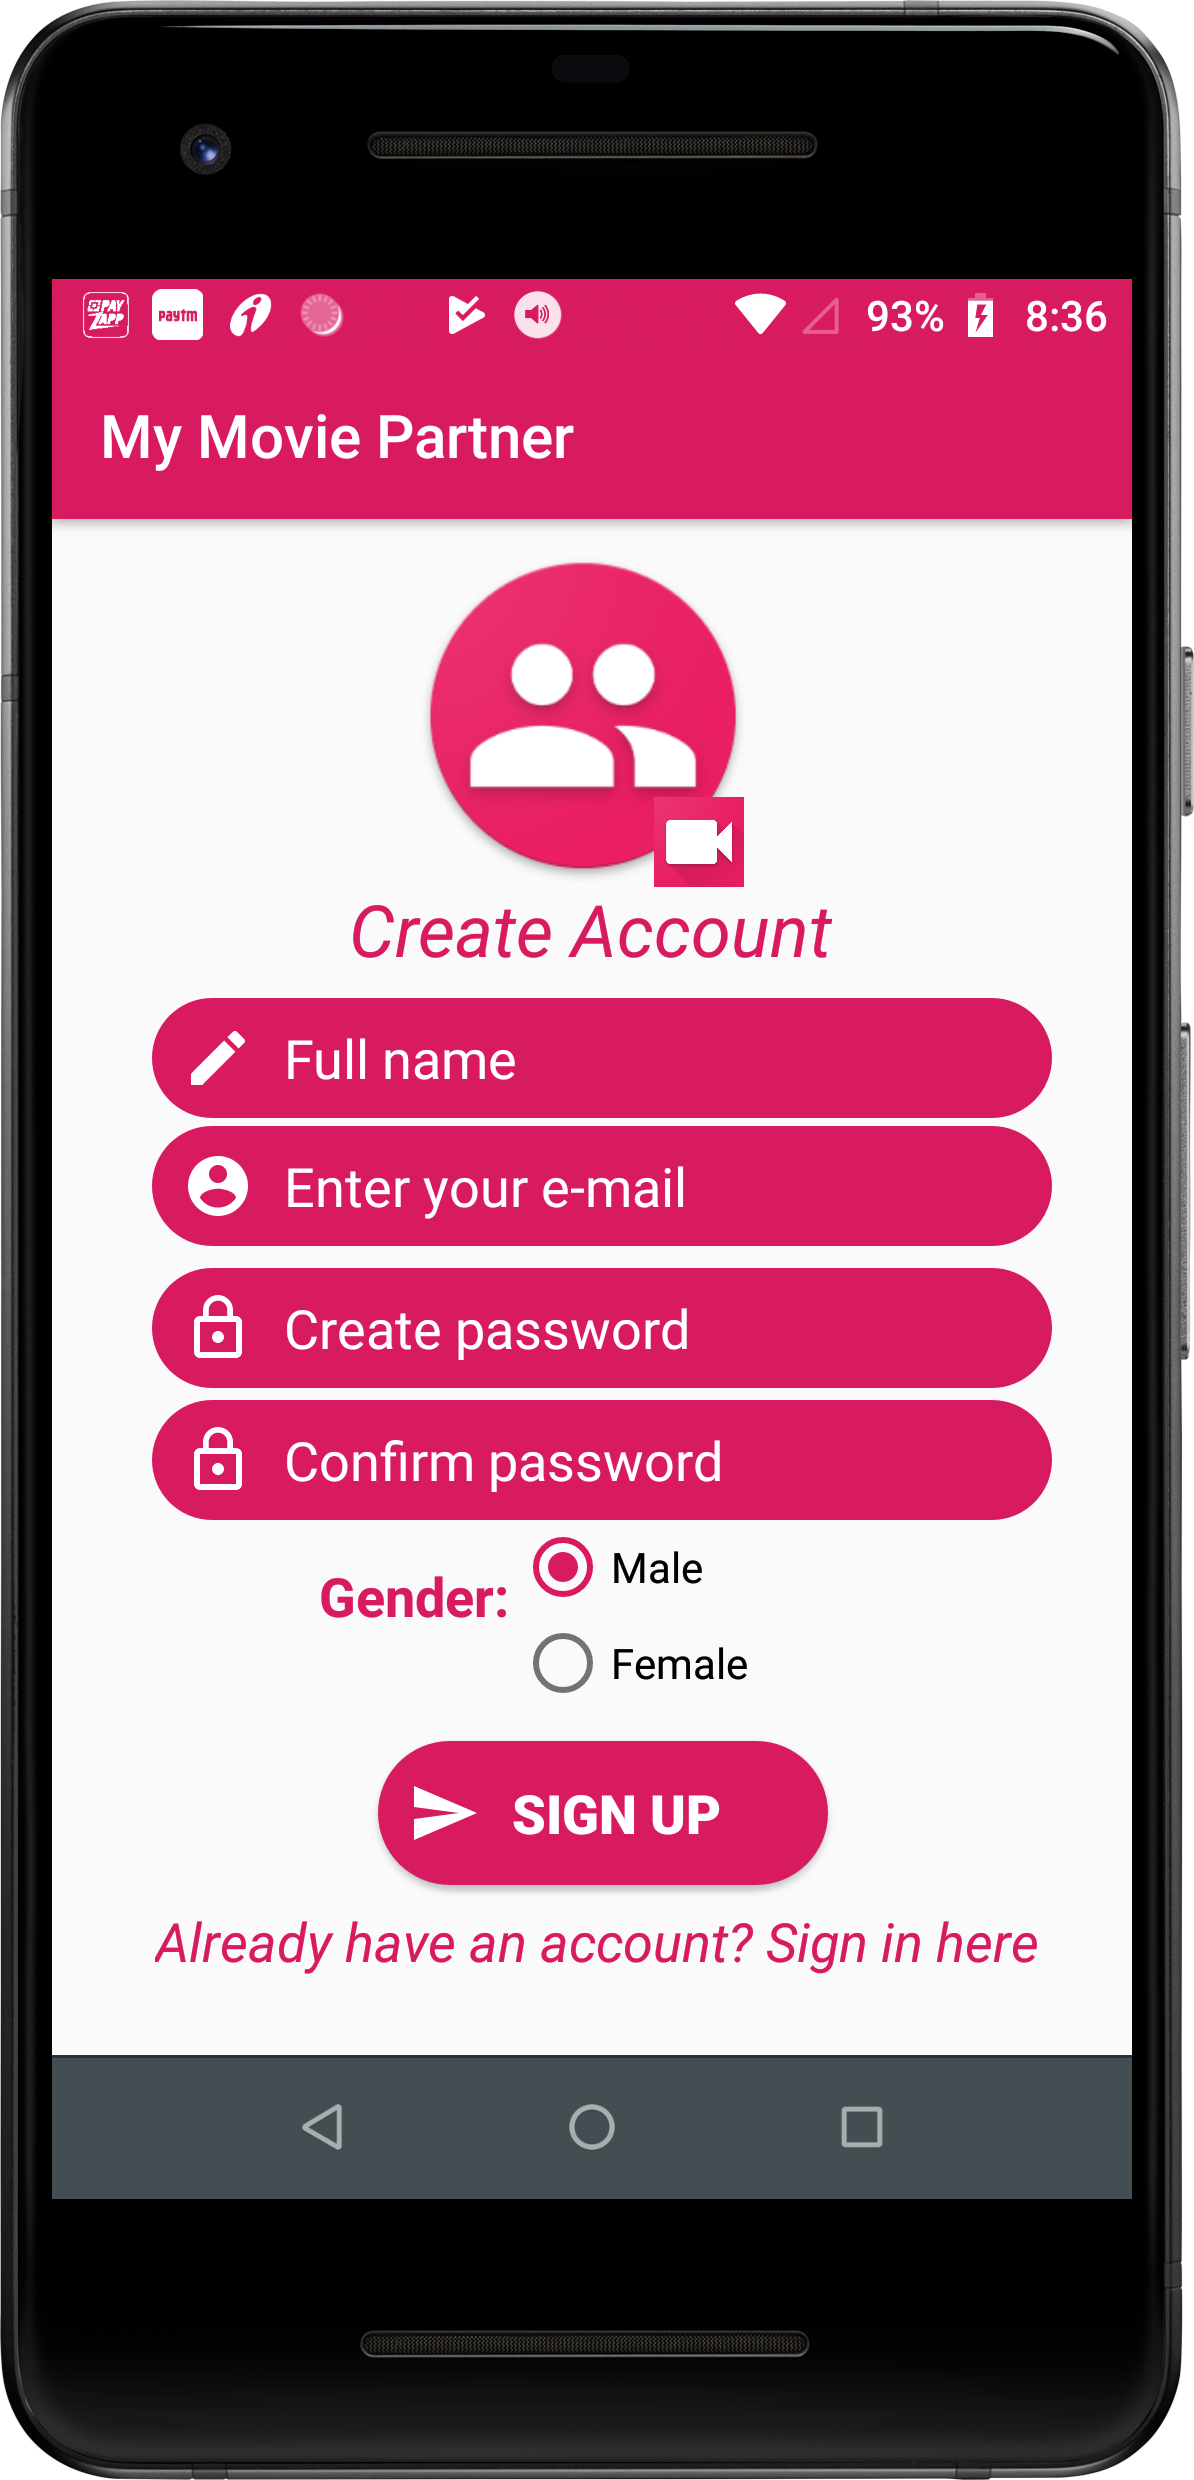 PAY
ZAPP
paytm
93%
8:36
My Movie Partner
Create Account
Full name
Enter your e-mail
Create password
Confirm password
Gender:
Male
Female
SIGN UP
Already have an account? Sign in here